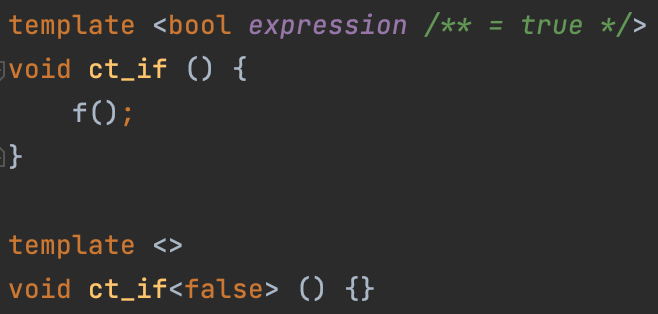 template <bool expression /** = true */>
void ct_if () {
    f();
}
template <>
void ct_if<false> () {}